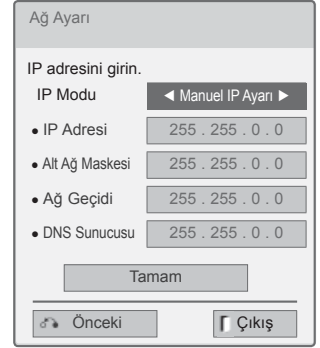 Ağ Ayarı
IP adresini girin.
IP Modu ◀ Manuel IP Ayarı ▶
● IP Adresi 255 . 255 . 0 . 0
● Alt Ağ Maskesi 255 . 255 . 0 . 0
● Ağ Geçidi 255 . 255 . 0 . 0
● DNS Sunucusu 255 . 255 . 0 . 0
Tamam
Önceki Çıkış